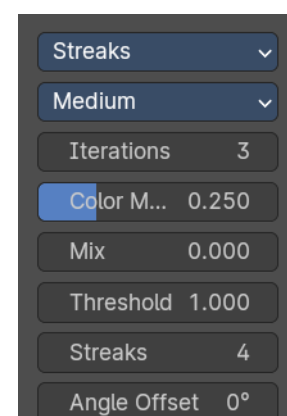 Streaks
Medium
Iterations 3
Color M... 0.250
Mix 0.000
Threshold 1.000
Streaks 4
Angle Offset 0°